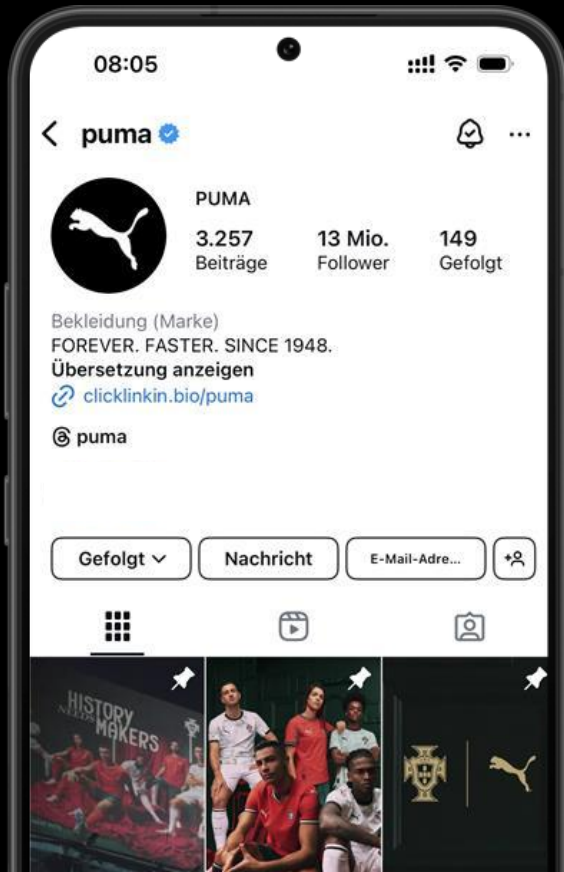 08:05
puma
PUMA
3.257 13 Mio. 149
Beiträge Follower Gefolgt
Bekleidung (Marke)
FOREVER. FASTER. SINCE 1948.
Übersetzung anzeigen
clicklinkin.bio/puma
puma
Gefolgt Nachricht E-Mail-Adre...
HISTORY
NEEDS MAKERS